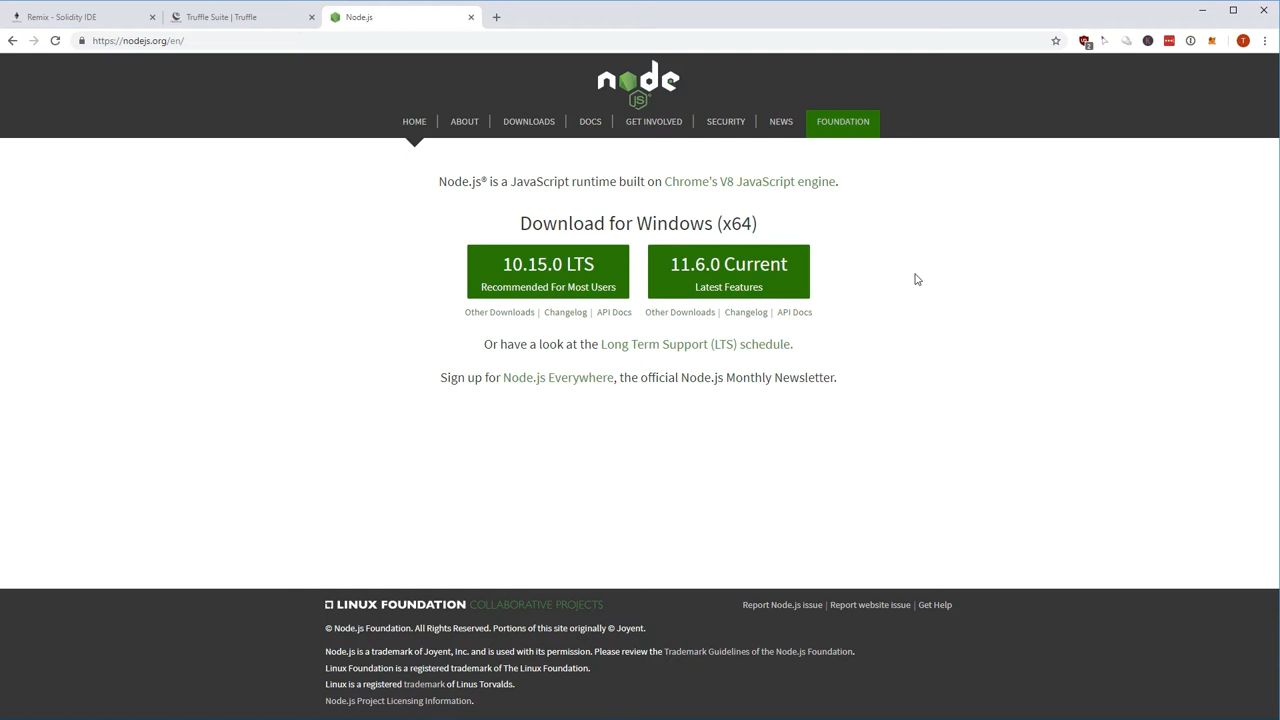 Remix - Solidity IDE
Truffle Suite | Truffle
Node.js
https://nodejs.org/en/
2
T
node
JS
HOME | ABOUT | DOWNLOADS | DOCS | GET INVOLVED | SECURITY | NEWS FOUNDATION
Node.js® is a JavaScript runtime built on Chrome's V8 JavaScript engine.
Download for Windows (x64)
10.15.0 LTS
Recommended For Most Users
11.6.0 Current
Latest Features
Other Downloads | Changelog | API Docs
Other Downloads | Changelog | API Docs
Or have a look at the Long Term Support (LTS) schedule.
Sign up for Node.js Everywhere, the official Node.js Monthly Newsletter.
LINUX FOUNDATION COLLABORATIVE PROJECTS
Report Node.js issue | Report website issue | Get Help
© Node.js Foundation. All Rights Reserved. Portions of this site originally © Joyent.
Node.js is a trademark of Joyent, Inc. and is used with its permission. Please review the Trademark Guidelines of the Node.js Foundation.
Linux Foundation is a registered trademark of The Linux Foundation.
Linux is a registered trademark of Linus Torvalds.
Node.js Project Licensing Information.